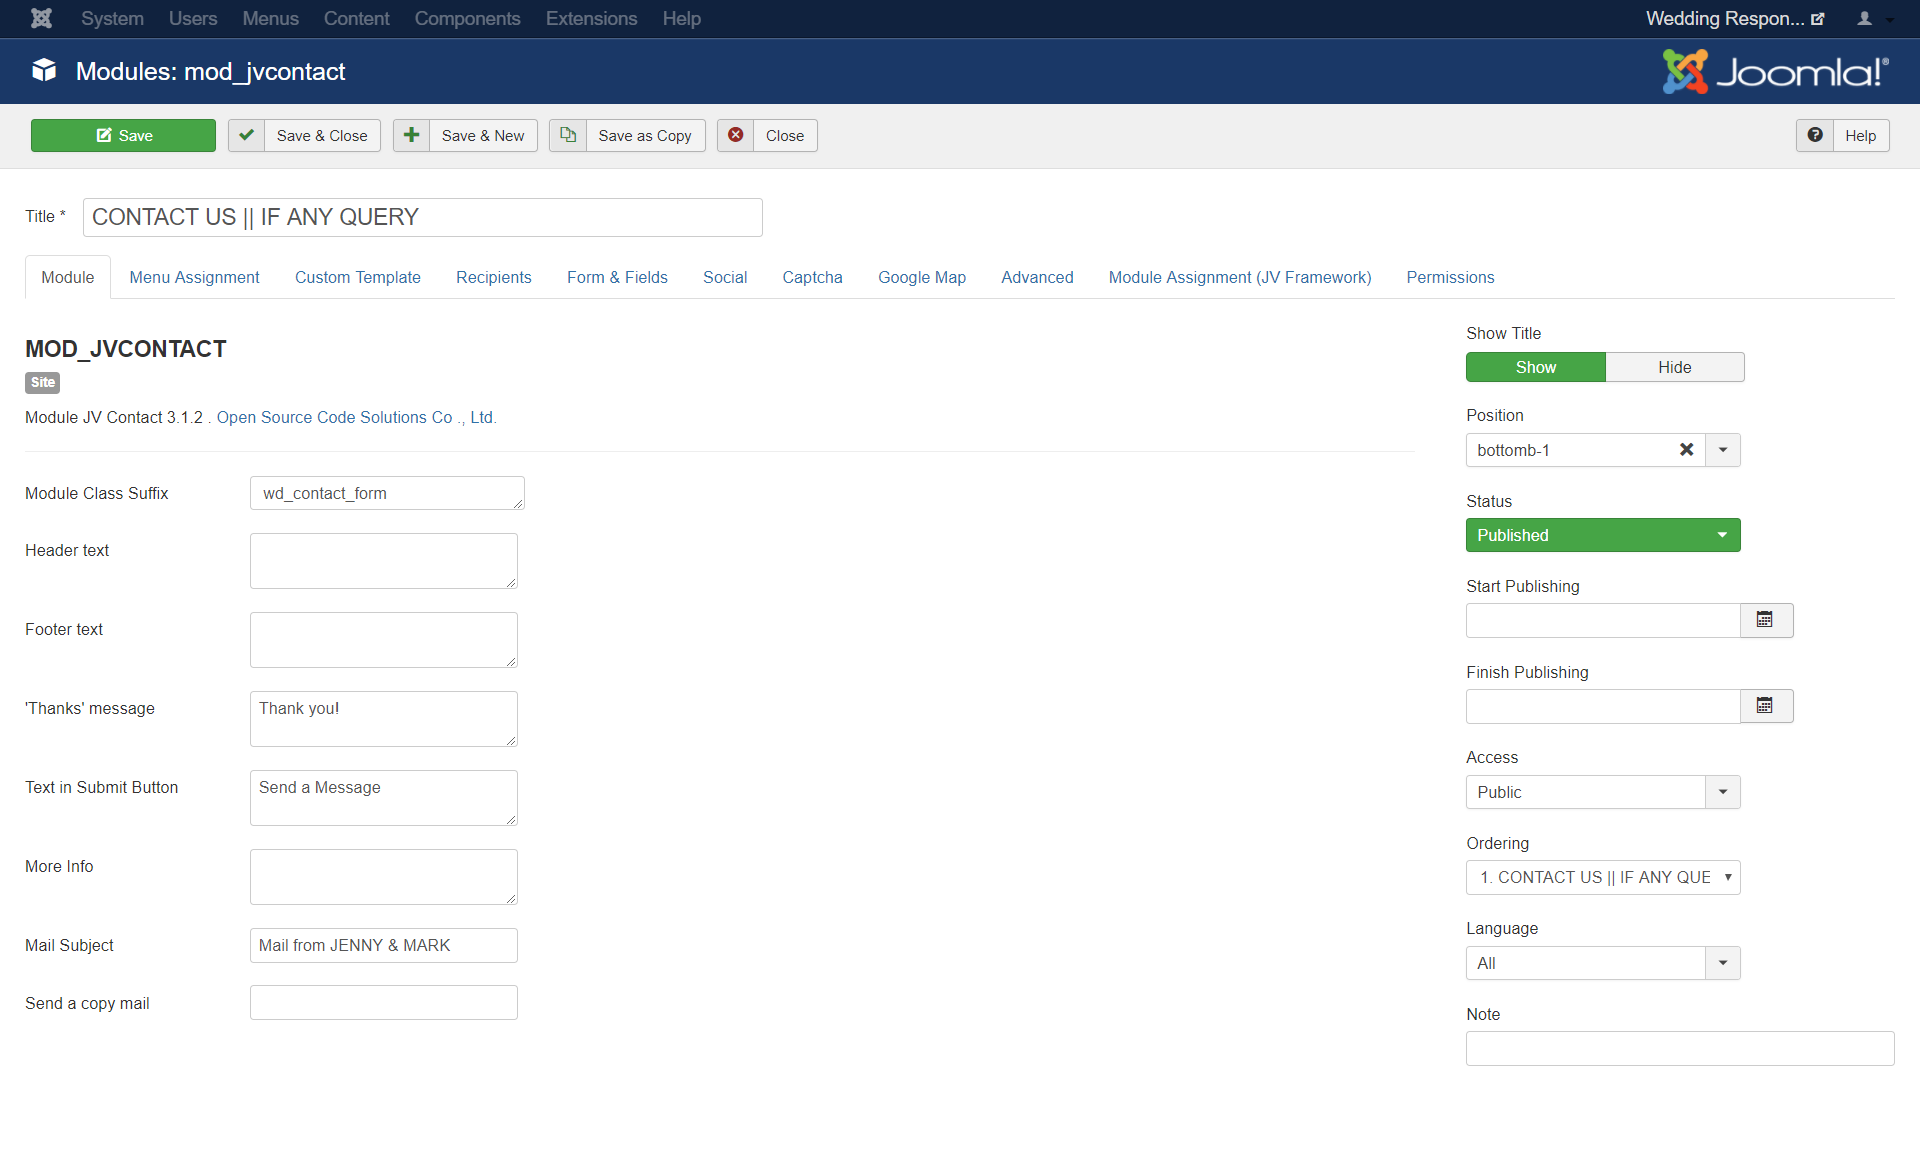 System Users Menus Content Components Extensions Help Wedding Respon...
Modules: mod_jvcontact Joomla!®
Save Save & Close Save & New Save as Copy Close Help
Title * CONTACT US || IF ANY QUERY
Module Menu Assignment Custom Template Recipients Form & Fields Social Captcha Google Map Advanced Module Assignment (JV Framework) Permissions
MOD_JVCONTACT
Site
Module JV Contact 3.1.2 . Open Source Code Solutions Co ., Ltd.
Module Class Suffix wd_contact_form
Header text
Footer text
'Thanks' message Thank you!
Text in Submit Button Send a Message
More Info
Mail Subject Mail from JENNY & MARK
Send a copy mail
Show Title
Show Hide
Position
bottomb-1
Status
Published
Start Publishing
Finish Publishing
Access
Public
Ordering
1. CONTACT US || IF ANY QUE
Language
All
Note